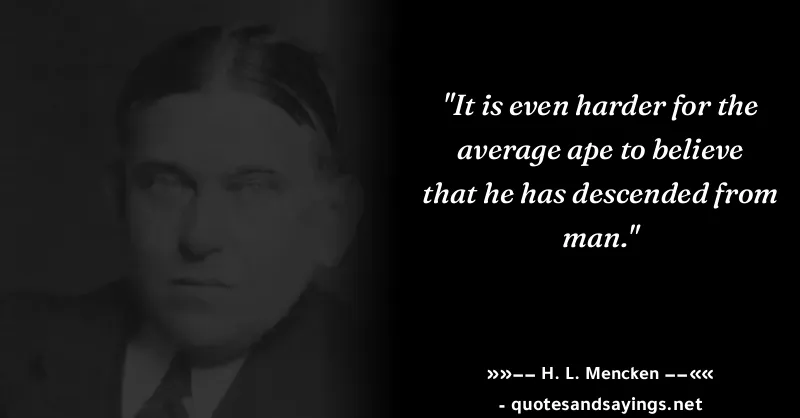 "It is even harder for the
average ape to believe
that he has descended from
man."
»»−− H. L. Mencken −−««
- quotesandsayings.net